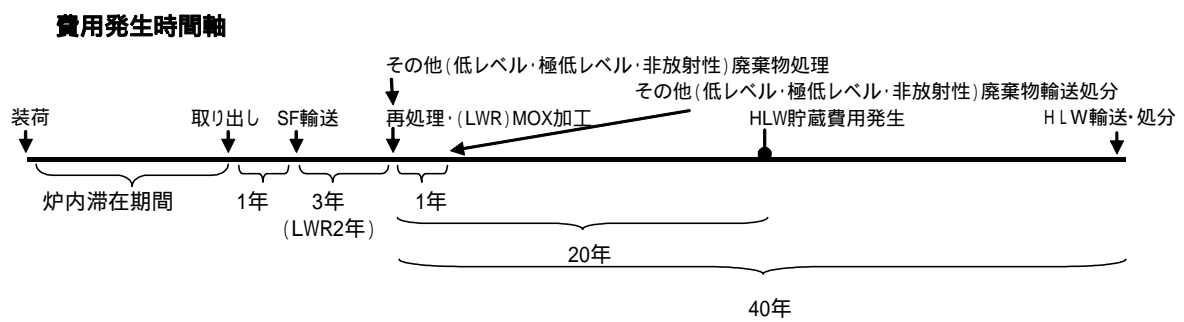 費用発生時間軸
その他(低レベル・極低レベル・非放射性)廃棄物処理
その他(低レベル・極低レベル・非放射性)廃棄物輸送処分
装荷
取り出し
SF輸送
再処理・(LWR)MOX加工
HLW貯蔵費用発生
HLW輸送・処分
炉内滞在期間
1年
3年
(LWR2年)
1年
20年
40年